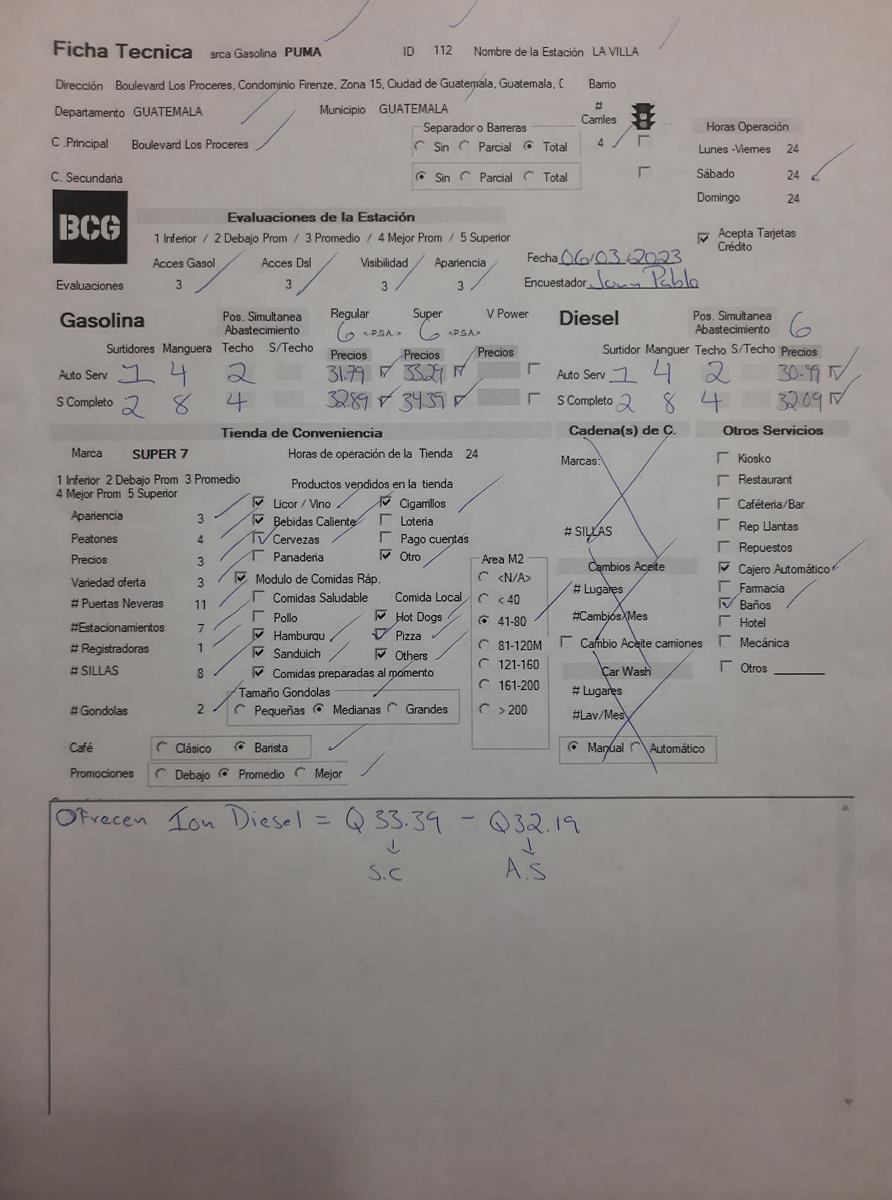 Ficha Tecnica arca Gasolina PUMA ID 112 Nombre de la Estación LA VILLA
Dirección Boulevard Los Proceres, Condominio Firenze, Zona 15, Ciudad de Guatemala, Guatemala, Barrio
Departamento GUATEMALA Municipio GUATEMALA # Carriles
C .Principal Boulevard Los Proceres Separador o Barreras Sin Parcial Total 4
C. Secundaria Sin Parcial Total
Horas Operación
Lunes -Viernes 24
Sábado 24
Domingo 24
Acepta Tarjetas Crédito
BCG
Evaluaciones de la Estación
1 Inferior / 2 Debajo Prom / 3 Promedio / 4 Mejor Prom / 5 Superior
Acces Gasol Acces Dsl Visibilidad Apariencia
Evaluaciones 3 3 3 3
Fecha 06/03/2023
Encuestador Juan Pablo
Gasolina Pos. Simultanea Abastecimiento Regular 6 <P.S.A.> Super 6 <P.S.A> V Power
Surtidores Manguera Techo S/Techo Precios Precios Precios
Auto Serv 1 4 2 31.79 33.29
S Completo 2 8 4 32.89 34.39
Diesel Pos. Simultanea Abastecimiento 6
Surtidor Manguer Techo S/Techo Precios
Auto Serv 1 4 2 30.99
S Completo 2 8 4 32.09
Tienda de Conveniencia
Marca SUPER 7 Horas de operación de la Tienda 24
1 Inferior 2 Debajo Prom 3 Promedio
4 Mejor Prom 5 Superior
Apariencia 3
Peatones 4
Precios 3
Variedad oferta 3
# Puertas Neveras 11
#Estacionamientos 7
# Registradoras 1
# SILLAS 8
# Gondolas 2
Productos vendidos en la tienda
Licor / Vino Cigarrillos
Bebidas Caliente Loteria
Cervezas Pago cuentas
Panaderia Otro
Modulo de Comidas Ráp.
Comidas Saludable Comida Local
Pollo Hot Dogs
Hamburqu Pizza
Sanduich Others
Comidas preparadas al momento
Tamaño Gondolas
Pequeñas Medianas Grandes
Area M2
<N/A>
< 40
41-80
81-120M
121-160
161-200
> 200
Café Clásico Barista
Promociones Debajo Promedio Mejor
Cadena(s) de C.
Marcas:
# SILLAS
Cambios Aceite
# Lugares
#Cambios/Mes
Cambio Aceite camiones
Car Wash
# Lugares
#Lav/Mes
Manual Automático
Otros Servicios
Kiosko
Restaurant
Caféteria/Bar
Rep Llantas
Repuestos
Cajero Automático
Farmacia
Baños
Hotel
Mecánica
Otros
Ofrecen Ion Diesel = Q 33.39 - Q32.19
↓ ↓
S.C A.S